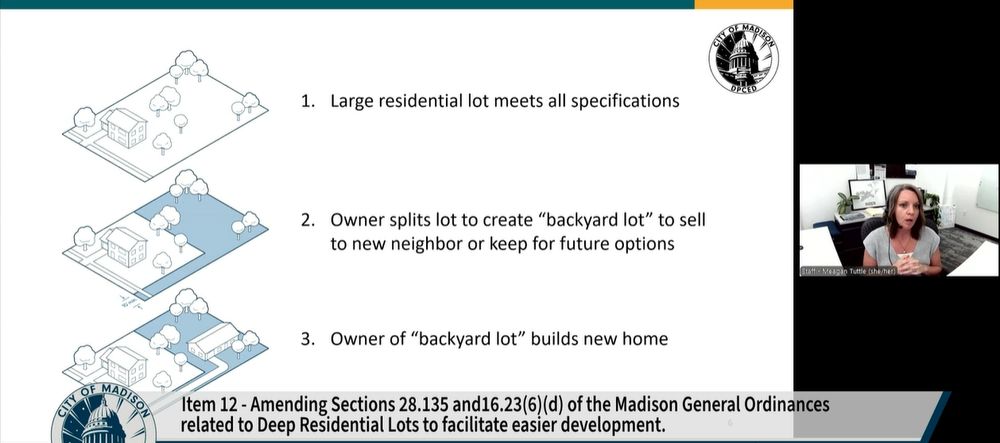 CITY OF MADISON
DPCED
1. Large residential lot meets all specifications
2. Owner splits lot to create “backyard lot” to sell
to new neighbor or keep for future options
3. Owner of “backyard lot” builds new home
Staff - Meagan Tuttle (she/her)
CITY OF MADISON
Item 12 - Amending Sections 28.135 and16.23(6)(d) of the Madison General Ordinances
related to Deep Residential Lots to facilitate easier development.
6